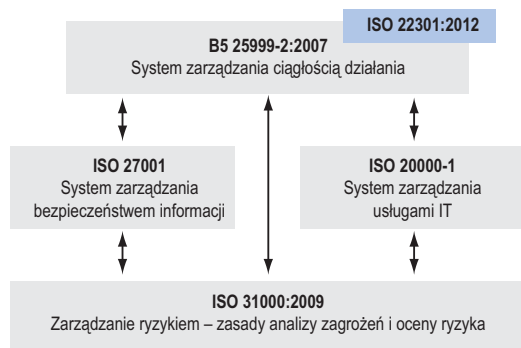 ISO 22301:2012
B5 25999-2:2007
System zarządzania ciągłością działania
ISO 27001
System zarządzania
bezpieczeństwem informacji
ISO 20000-1
System zarządzania
usługami IT
ISO 31000:2009
Zarządzanie ryzykiem – zasady analizy zagrożeń i oceny ryzyka